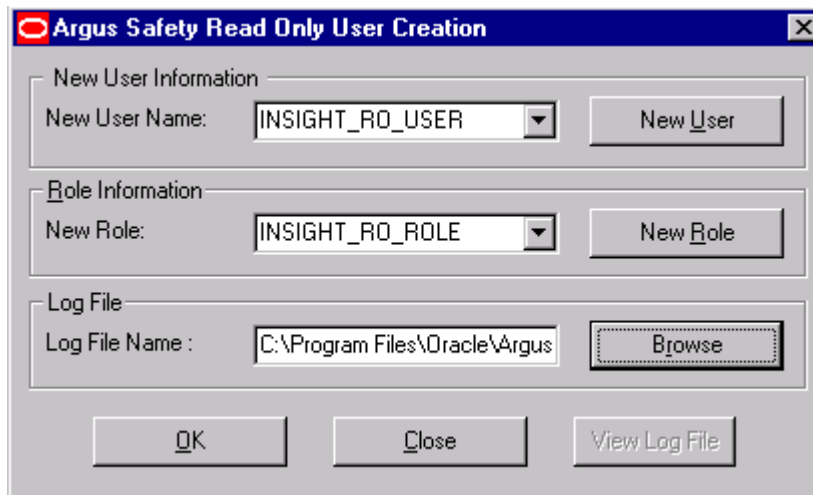 Argus Safety Read Only User Creation
New User Information
New User Name: INSIGHT_RO_USER New User
Role Information
New Role: INSIGHT_RO_ROLE New Role
Log File
Log File Name : C:\Program Files\Oracle\Argus Browse
OK Close View Log File